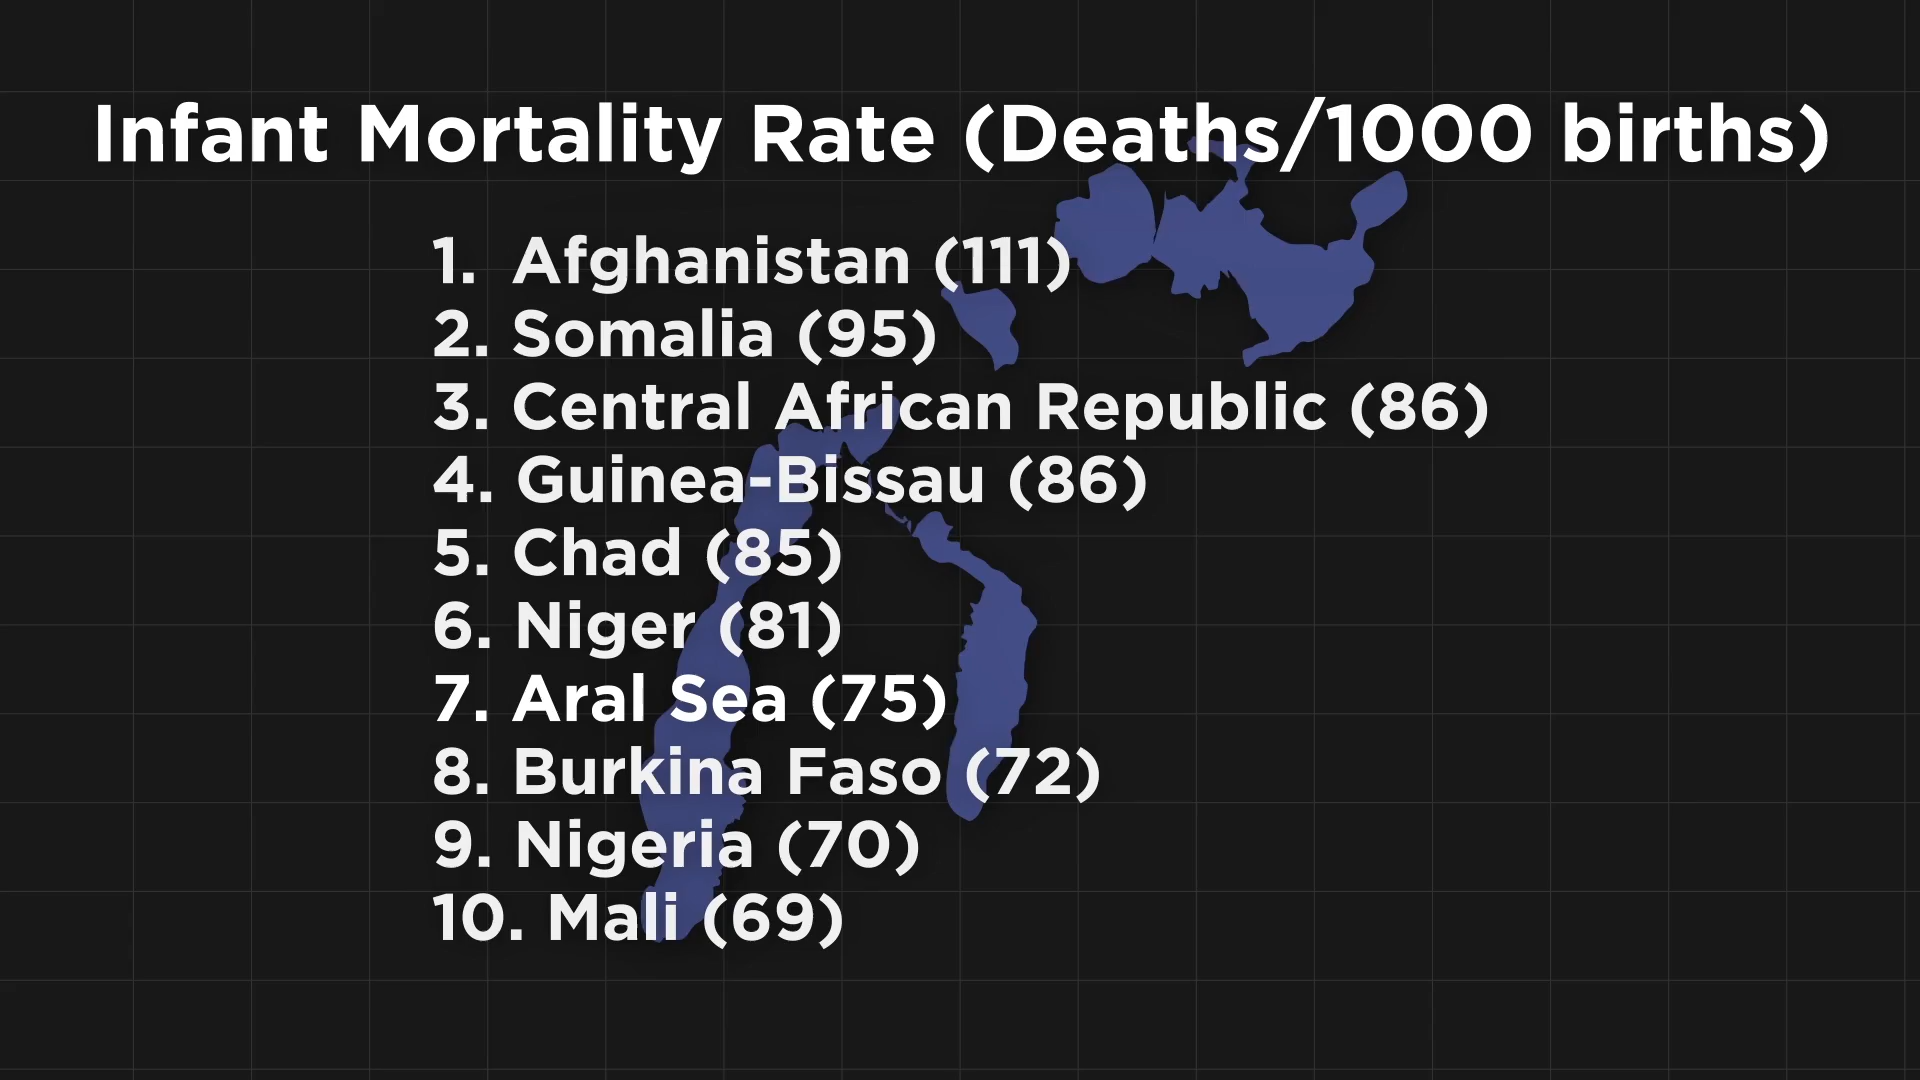 Infant Mortality Rate (Deaths/1000 births)
1. Afghanistan (111)
2. Somalia (95)
3. Central African Republic (86)
4. Guinea-Bissau (86)
5. Chad (85)
6. Niger (81)
7. Aral Sea (75)
8. Burkina Faso (72)
9. Nigeria (70)
10. Mali (69)